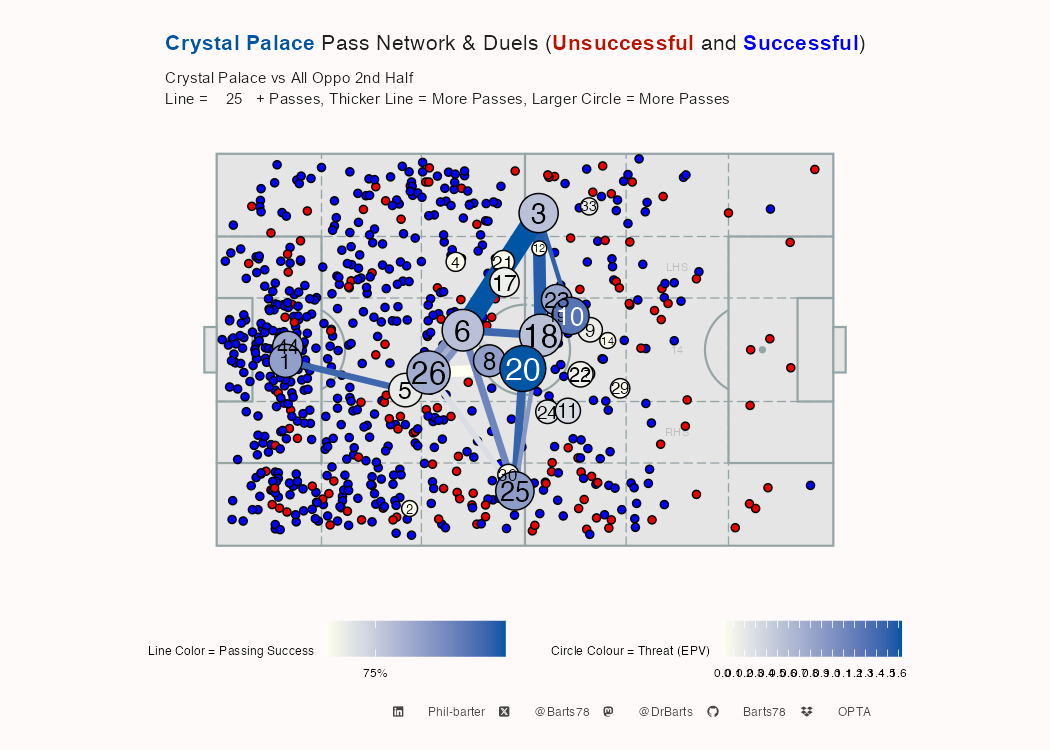 Crystal Palace Pass Network & Duels (Unsuccessful and Successful)
Crystal Palace vs All Oppo 2nd Half
Line = 25 + Passes, Thicker Line = More Passes, Larger Circle = More Passes
3
33
12
4
21
17
LHS
23
10
6
18
9
14
44
1
8
20
14
26
5
22
29
24
11
RHS
30
25
2
Line Color = Passing Success
75%
Circle Colour = Threat (EPV)
Phil-barter
@Barts78
@DrBarts
Barts78
OPTA